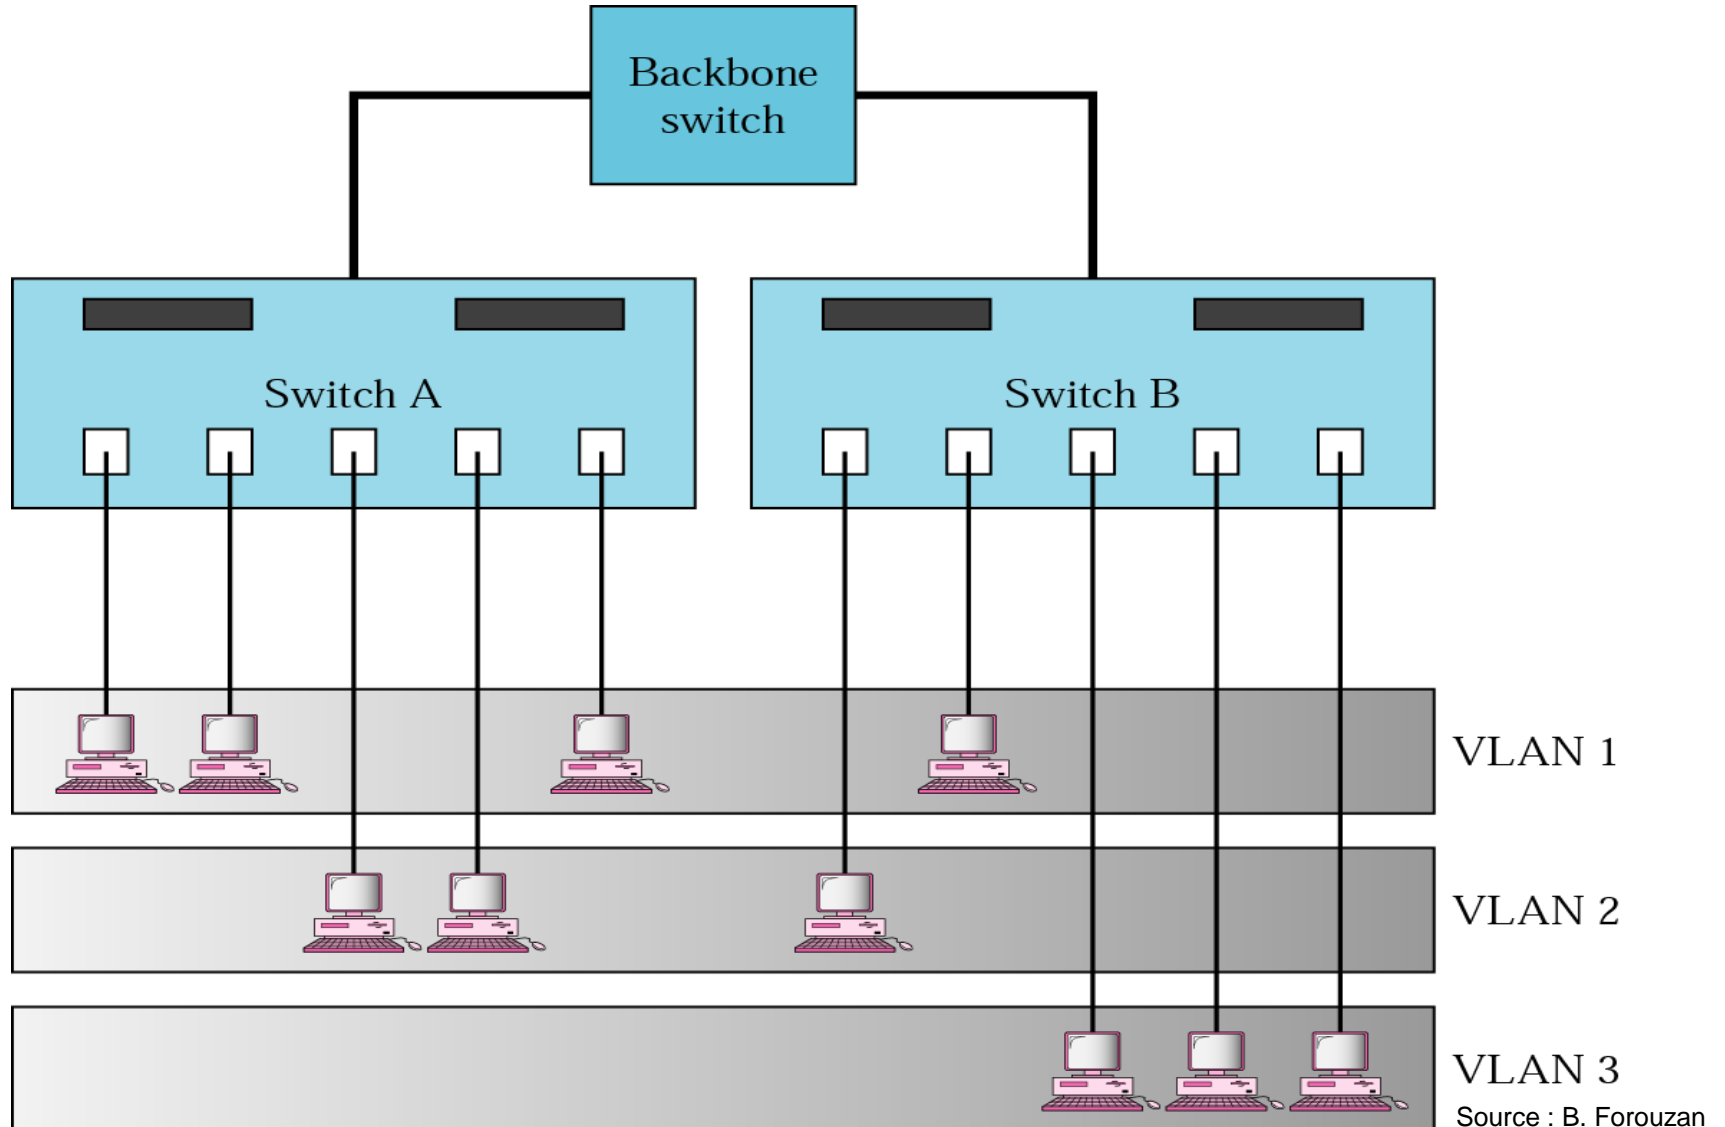 Backbone
switch
Switch A
Switch B
VLAN 1
VLAN 2
VLAN 3
Source : B. Forouzan